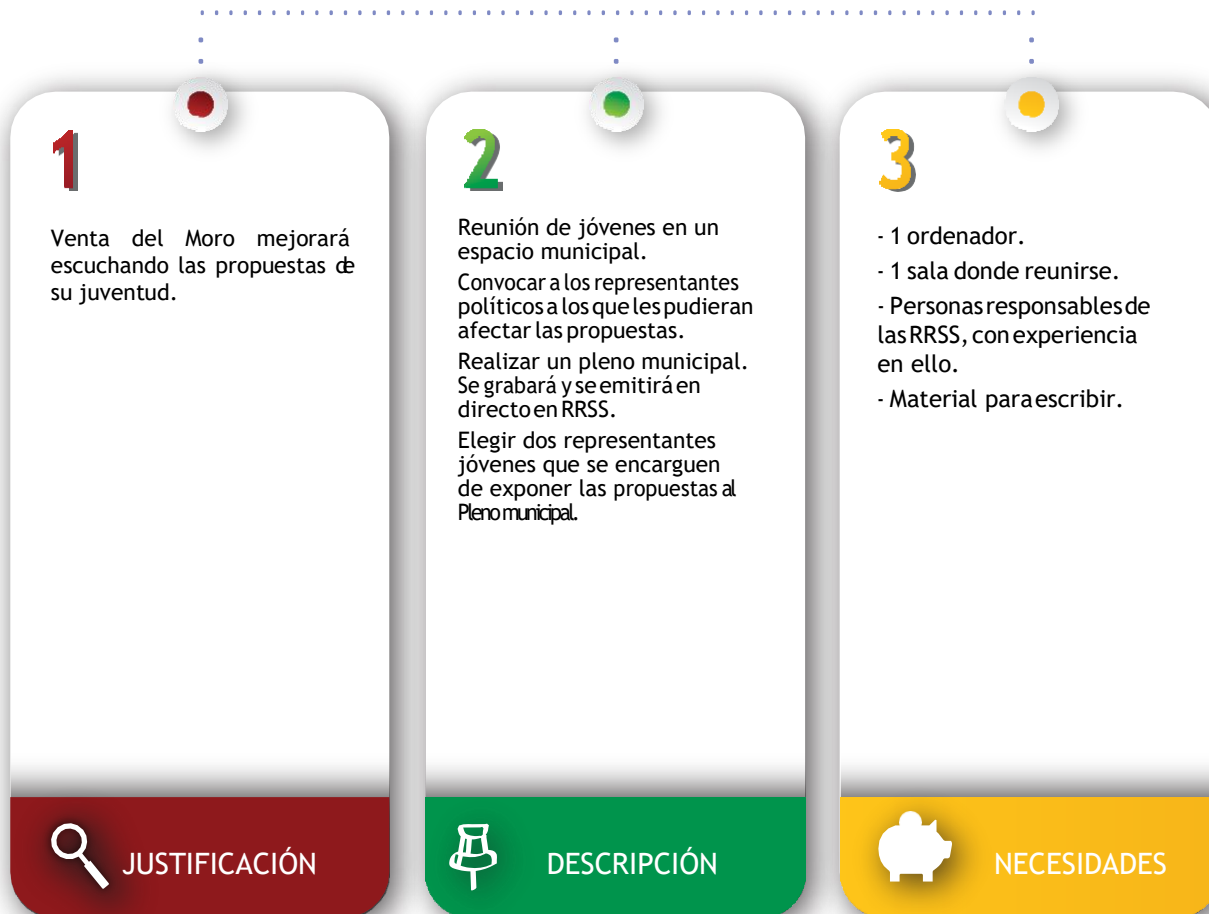 1
Venta del Moro mejorará
escuchando las propuestas de
su juventud.
JUSTIFICACIÓN
2
Reunión de jóvenes en un
espacio municipal.
Convocar a los representantes
políticos a los que les pudieran
afectar las propuestas.
Realizar un pleno municipal.
Se grabará y se emitirá en
directo en RRSS.
Elegir dos representantes
jóvenes que se encarguen
de exponer las propuestas al
Pleno municipal.
DESCRIPCIÓN
3
- 1 ordenador.
- 1 sala donde reunirse.
- Personas responsables de
las RRSS, con experiencia
en ello.
- Material para escribir.
NECESIDADES